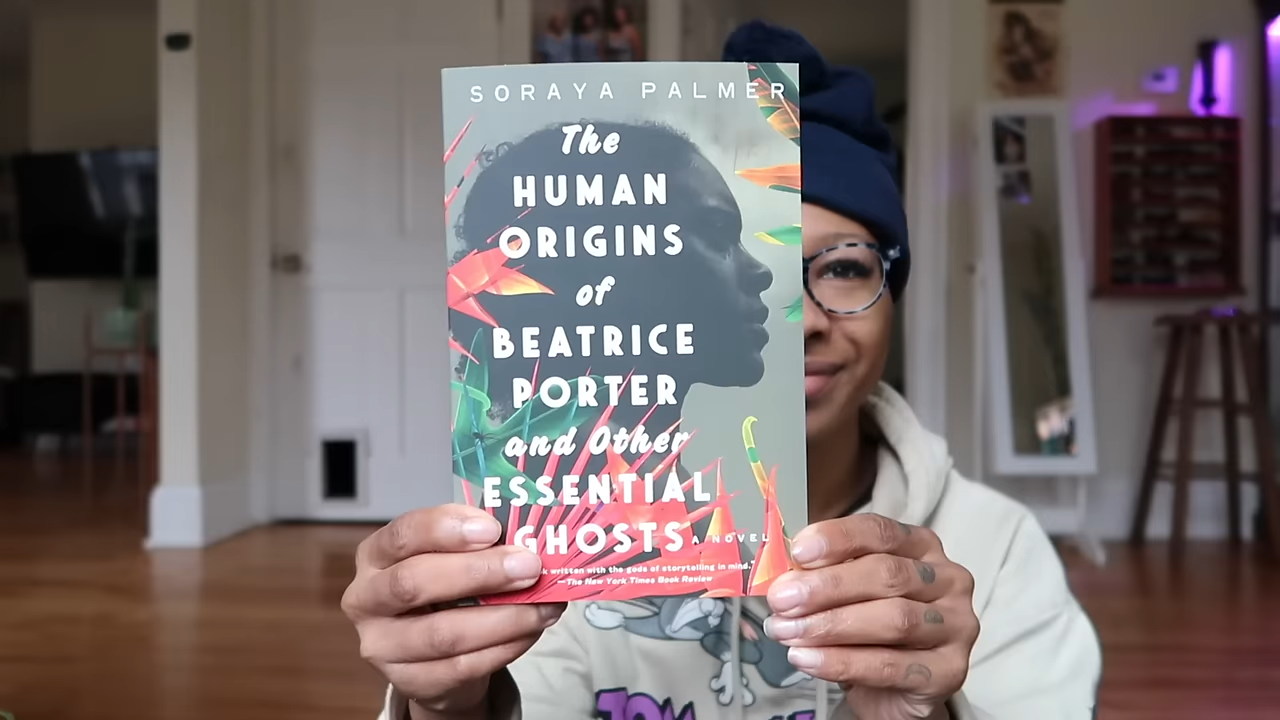 SORAYA PALMER
The
HUMAN
ORIGINS
of
BEATRICE
PORTER
and Other
ESSENTIAL
GHOSTS
A NOVEL
written with the gods of storytelling in mind."
—The New York Times Book Review
TOM